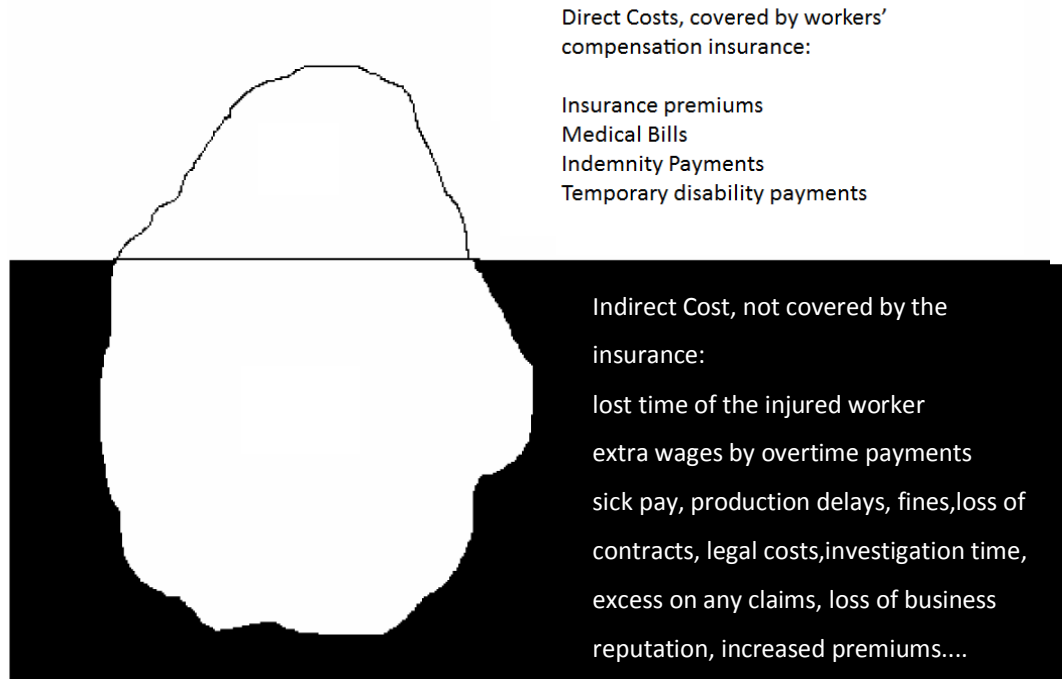 Direct Costs, covered by workers’
compensation insurance:
Insurance premiums
Medical Bills
Indemnity Payments
Temporary disability payments
Indirect Cost, not covered by the
insurance:
lost time of the injured worker
extra wages by overtime payments
sick pay, production delays, fines,loss of
contracts, legal costs,investigation time,
excess on any claims, loss of business
reputation, increased premiums....